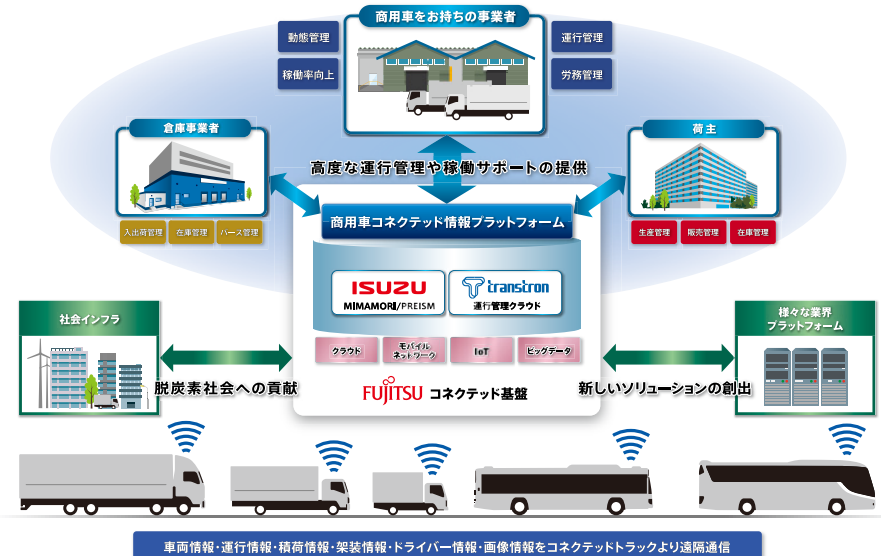 商用車をお持ちの事業者
動態管理
運行管理
稼働率向上
労務管理
倉庫事業者
荷主
高度な運行管理や稼働サポートの提供
入出荷管理
在庫管理
バース管理
商用車コネクテッド情報プラットフォーム
生産管理
販売管理
在庫管理
ISUZU
MIMAMORI/PREISM
transtron
運行管理クラウド
社会インフラ
様々な業界
プラットフォーム
クラウド
モバイル
ネットワーク
IoT
ビッグデータ
脱炭素社会への貢献
FUJITSU コネクテッド基盤
新しいソリューションの創出
車両情報・運行情報・積荷情報・架装情報・ドライバー情報・画像情報をコネクテッドトラックより遠隔通信